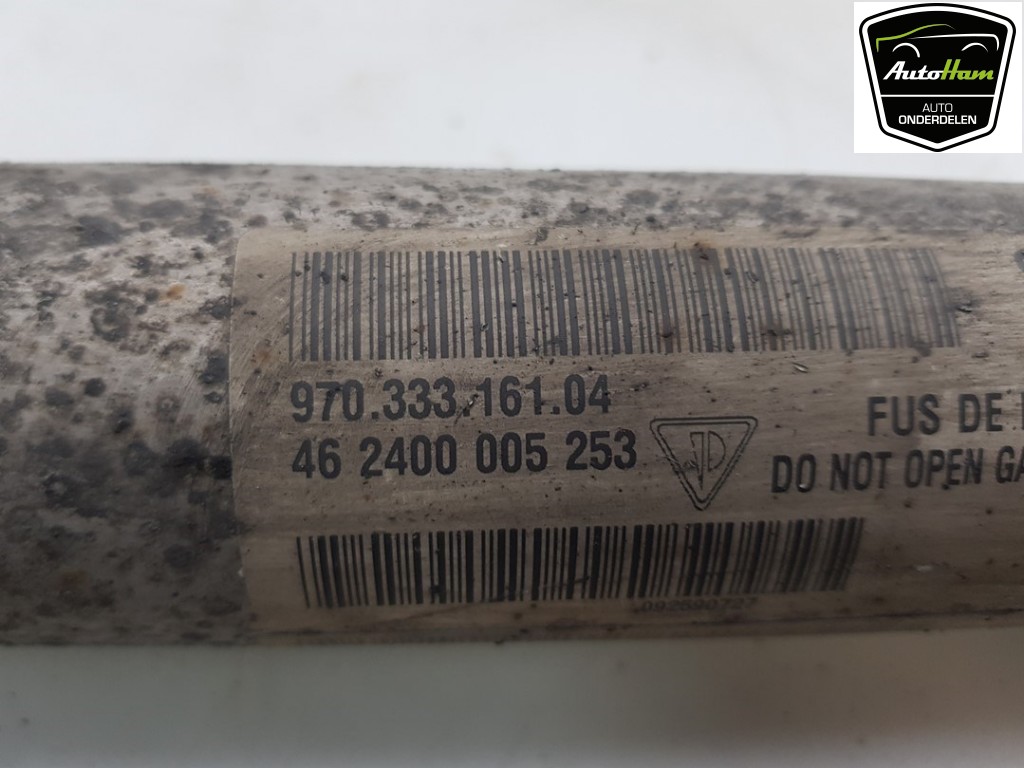 AutoHam
AUTO
ONDERDELEN
970.333.161.04
46 2400 005 253
FUS DE
DO NOT OPEN GA